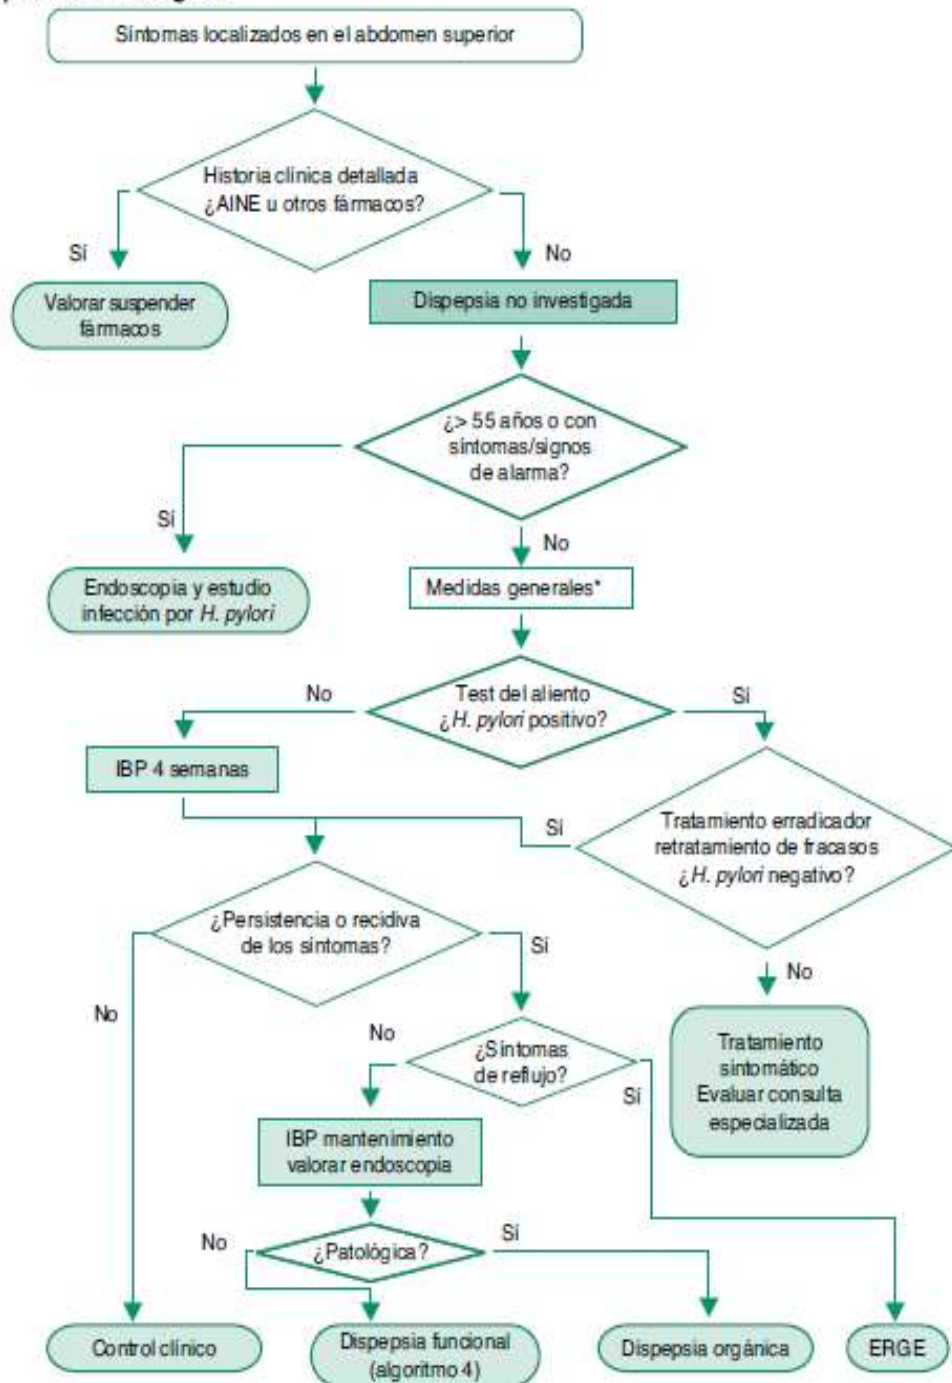 Síntomas localizados en el abdomen superior
Historia clínica detallada
¿AINE u otros fármacos?
Sí
No
Valorar suspender
fármacos
Dispepsia no investigada
¿> 55 años o con
síntomas/signos
de alarma?
Sí
No
Endoscopia y estudio
infección por H. pylori
Medidas generales*
No
Test del aliento
¿H. pylori positivo?
Sí
IBP 4 semanas
Sí
Tratamiento erradicador
retratamiento de fracasos
¿H. pylori negativo?
¿Persistencia o recidiva
de los síntomas?
Sí
No
No
No
¿Síntomas
de reflujo?
Sí
Tratamiento
sintomático
Evaluar consulta
especializada
IBP mantenimiento
valorar endoscopia
No
¿Patológica?
Sí
Control clínico
Dispepsia funcional
(algoritmo 4)
Dispepsia orgánica
ERGE